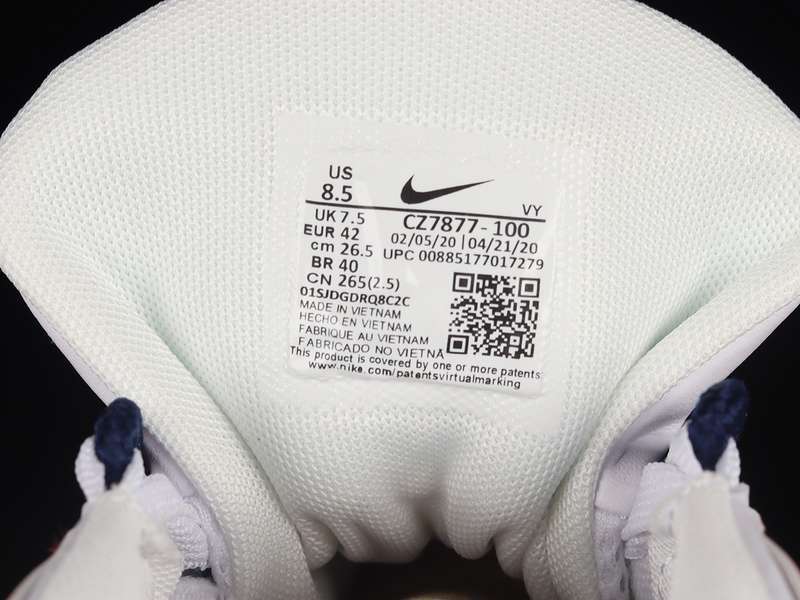 US
8.5
VY
UK 7.5
CZ7877-100
EUR 42
02/05/20 | 04/21/20
cm 26.5
UPC 00885177017279
BR 40
CN 265(2.5)
01SJDGDRQ8C2C
MADE IN VIETNAM
HECHO EN VIETNAM
FABRIQUE AU VIETNAM
FABRICADO NO VIETNÃ
This product is covered by one or more patents:
www.nike.com/patentsvirtualmarking